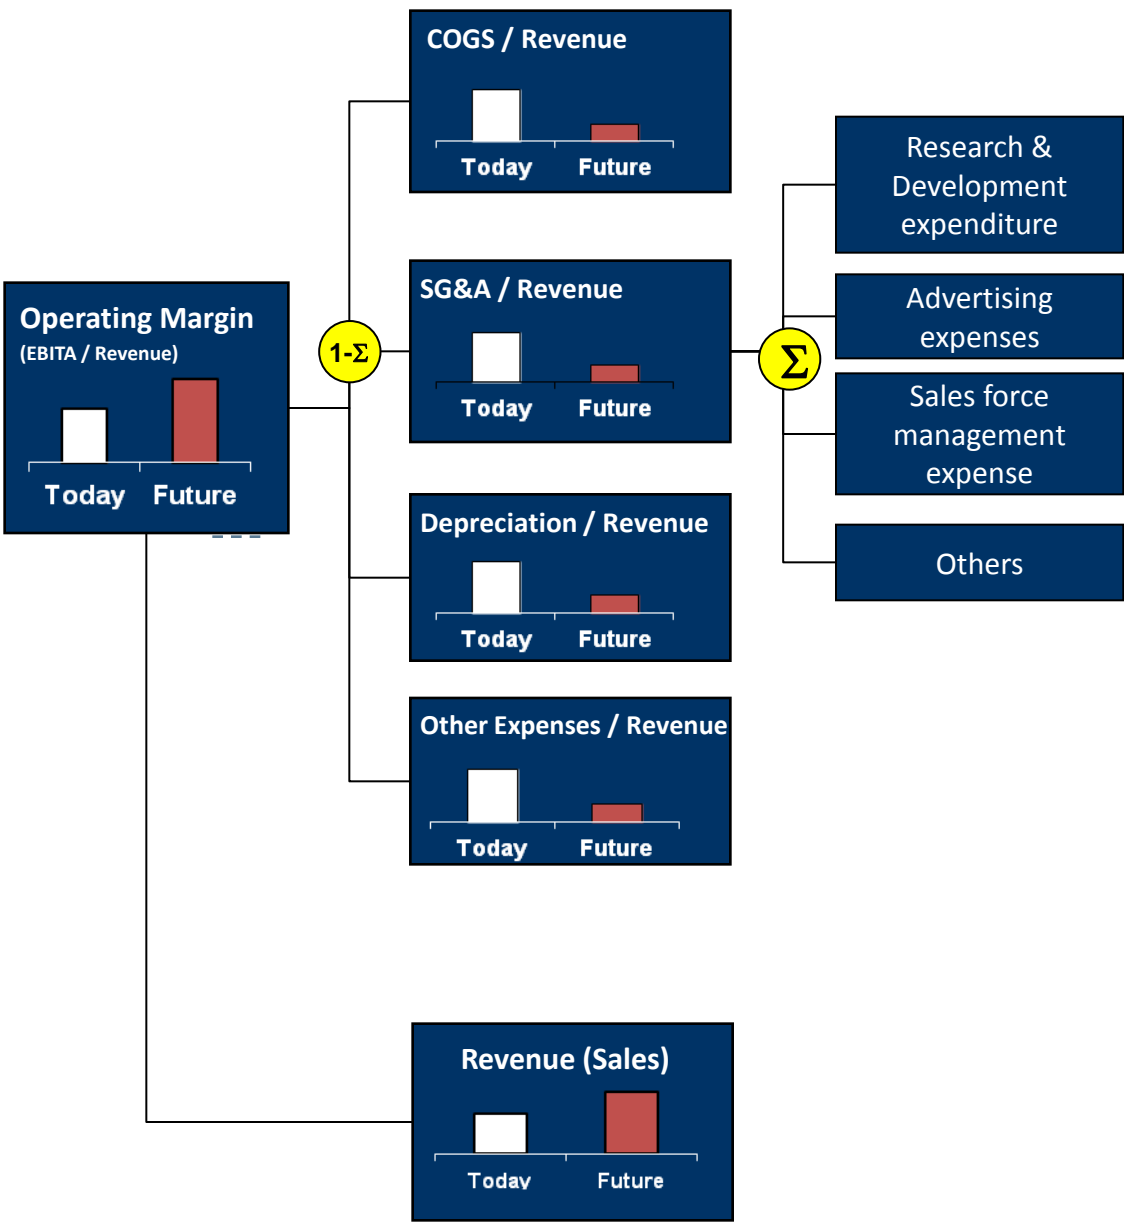 COGS / Revenue
Today Future
Research &
Development
expenditure
SG&A / Revenue
Today Future
Advertising
expenses
Operating Margin
(EBITA / Revenue)
Today Future
1-Σ
Σ
Sales force
management
expense
Depreciation / Revenue
Today Future
Others
Other Expenses / Revenue
Today Future
Revenue (Sales)
Today Future